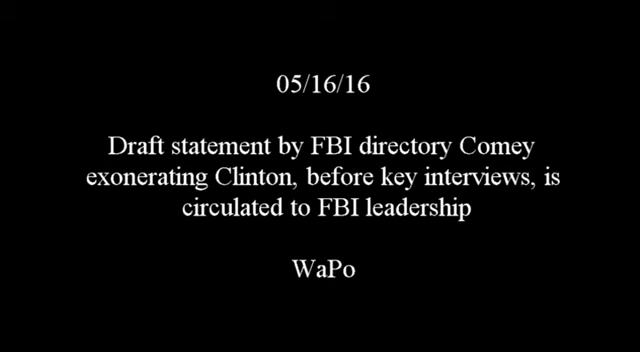 05/16/16
Draft statement by FBI directory Comey
exonerating Clinton, before key interviews, is
circulated to FBI leadership
WaPo